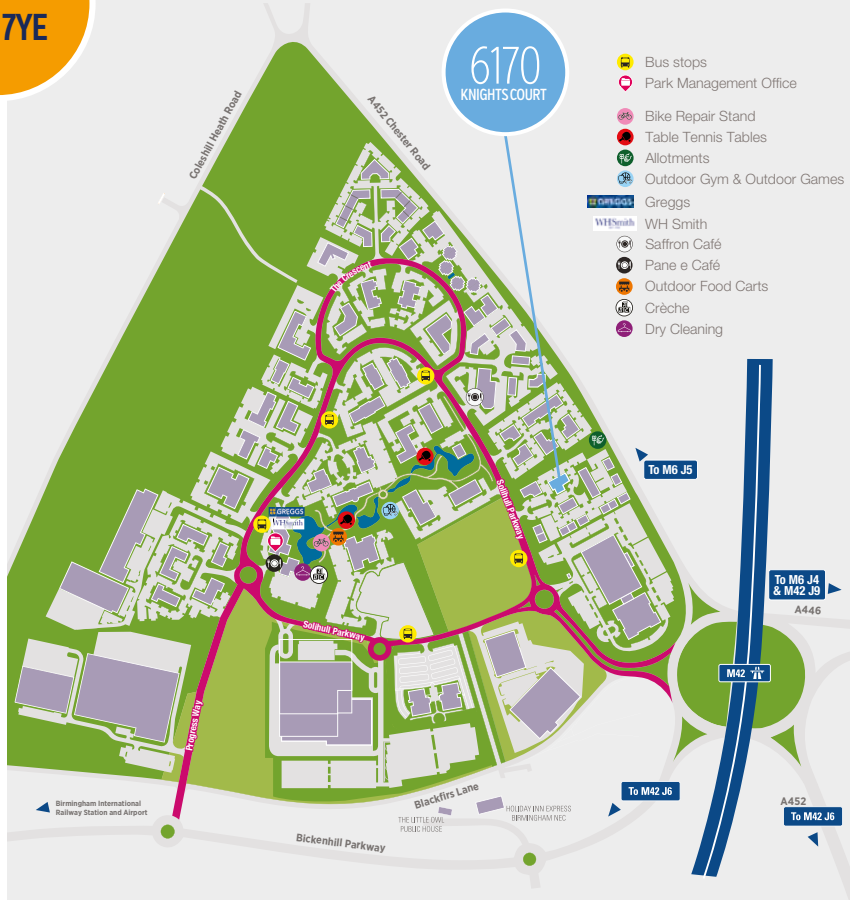 7YE
6170
KNIGHTS COURT
Bus stops
Park Management Office
Bike Repair Stand
Table Tennis Tables
Allotments
Outdoor Gym & Outdoor Games
GREGGS
Greggs
WHSmith
WH Smith
Saffron Café
Pane e Café
Outdoor Food Carts
Crèche
Dry Cleaning
Coleshill Heath Road
A452 Chester Road
The Crescent
To M6 J5
Solihull Parkway
GREGGS
WHSmith
To M6 J4
& M42 J9
A446
Solihull Parkway
M42
Progress Way
Birmingham International
Railway Station and Airport
Blackfirs Lane
THE LITTLE OWL
PUBLIC HOUSE
HOLIDAY INN EXPRESS
BIRMINGHAM NEC
To M42 J6
A452
To M42 J6
Bickenhill Parkway